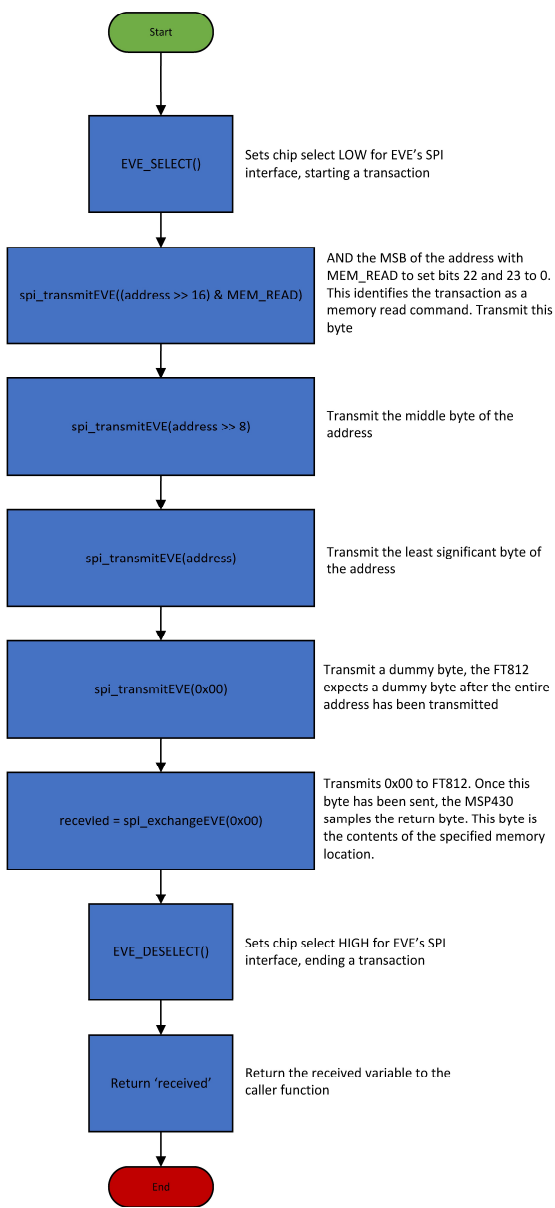 Start
EVE_SELECT()
Sets chip select LOW for EVE’s SPI
interface, starting a transaction
spi_transmitEVE((address >> 16) & MEM_READ)
AND the MSB of the address with
MEM_READ to set bits 22 and 23 to 0.
This identifies the transaction as a
memory read command. Transmit this
byte
spi_transmitEVE(address >> 8)
Transmit the middle byte of the
address
spi_transmitEVE(address)
Transmit the least significant byte of
the address
spi_transmitEVE(0x00)
Transmit a dummy byte, the FT812
expects a dummy byte after the entire
address has been transmitted
recevied = spi_exchangeEVE(0x00)
Transmits 0x00 to FT812. Once this
byte has been sent, the MSP430
samples the return byte. This byte is
the contents of the specified memory
location.
EVE_DESELECT()
Sets chip select HIGH for EVE’s SPI
interface, ending a transaction
Return ‘received’
Return the received variable to the
caller function
End